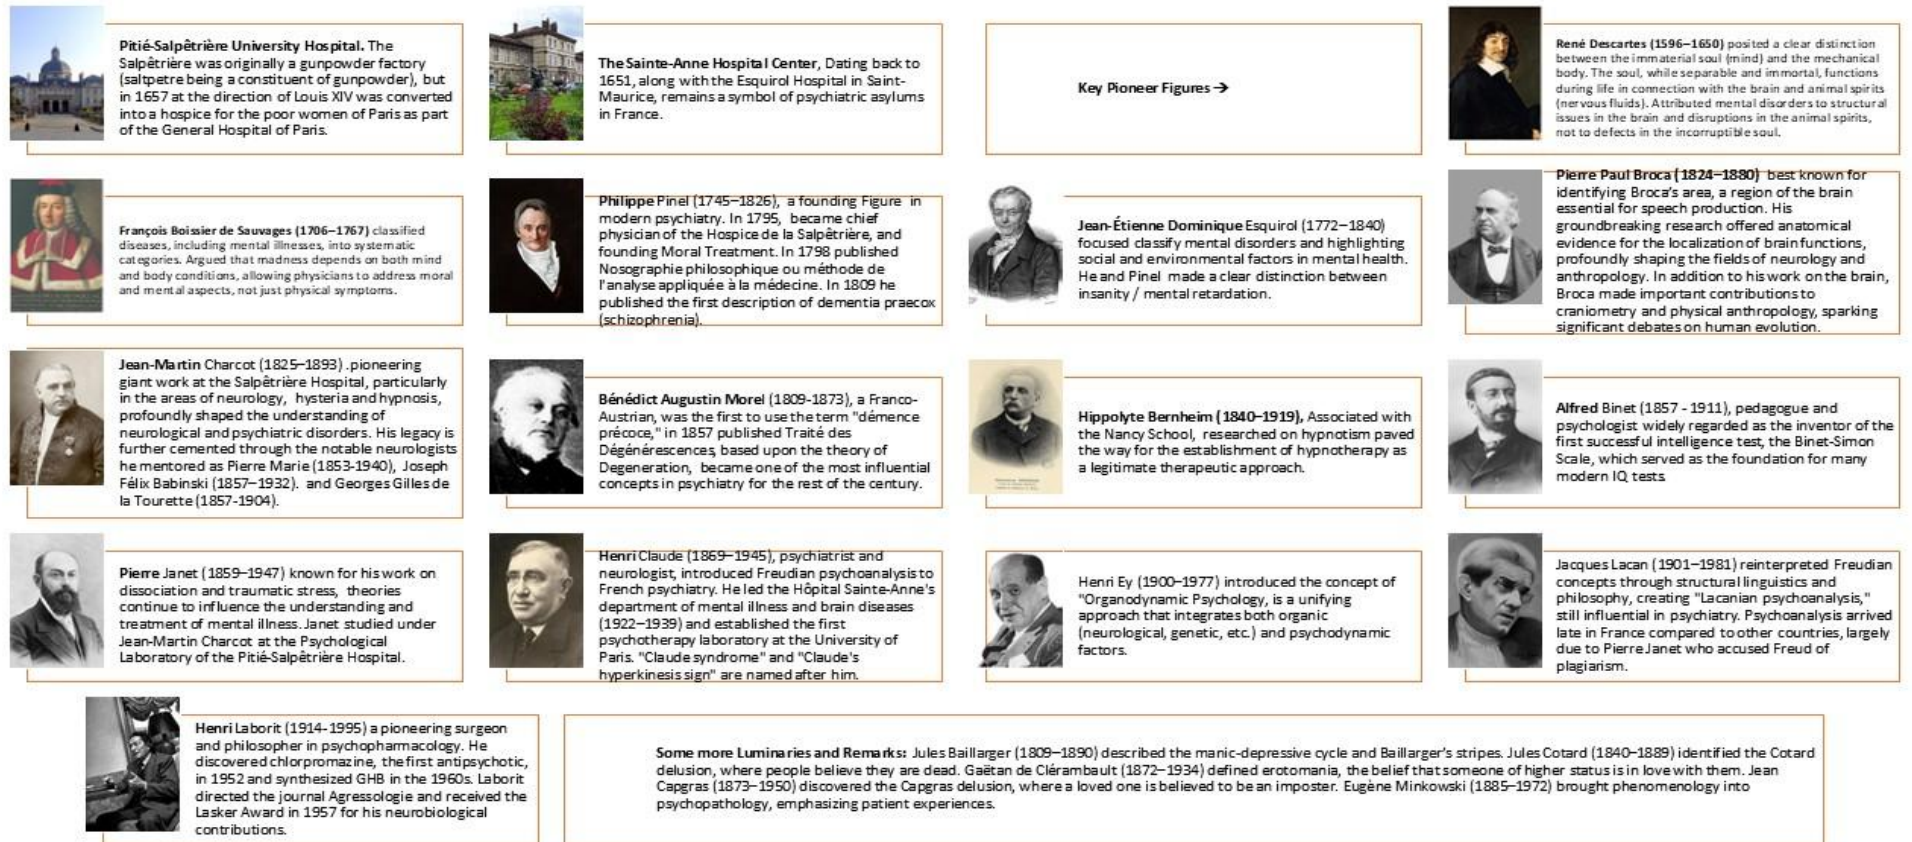 Pitié-Salpêtrière University Hospital. The
Salpêtrière was originally a gunpowder factory
(saltpetre being a constituent of gunpowder), but
in 1657 at the direction of Louis XIV was converted
into a hospice for the poor women of Paris as part
of the General Hospital of Paris.
The Sainte-Anne Hospital Center, Dating back to
1651, along with the Esquirol Hospital in Saint-
Maurice, remains a symbol of psychiatric asylums
in France.
Key Pioneer Figures →
René Descartes (1596–1650) posited a clear distinction
between the immaterial soul (mind) and the mechanical
body. The soul, while separable and immortal, functions
during life in connection with the brain and animal spirits
(nervous fluids). Attributed mental disorders to structural
issues in the brain and disruptions in the animal spirits,
not to defects in the incorruptible soul.
François Boissier de Sauvages (1706–1767) classified
diseases, including mental illnesses, into systematic
categories. Argued that madness depends on both mind
and body conditions, allowing physicians to address moral
and mental aspects, not just physical symptoms.
Philippe Pinel (1745–1826), a founding Figure in
modern psychiatry. In 1795, became chief
physician of the Hospice de la Salpêtrière, and
founding Moral Treatment. In 1798 published
Nosographie philosophique ou méthode de
l'analyse appliquée à la médecine. In 1809 he
published the first description of dementia praecox
(schizophrenia).
Jean-Étienne Dominique Esquirol (1772–1840)
focused classify mental disorders and highlighting
social and environmental factors in mental health.
He and Pinel made a clear distinction between
insanity / mental retardation.
Pierre Paul Broca (1824–1880) best known for
identifying Broca's area, a region of the brain
essential for speech production. His
groundbreaking research offered anatomical
evidence for the localization of brain functions,
profoundly shaping the fields of neurology and
anthropology. In addition to his work on the brain,
Broca made important contributions to
craniometry and physical anthropology, sparking
significant debates on human evolution.
Jean-Martin Charcot (1825–1893) .pioneering
giant work at the Salpêtrière Hospital, particularly
in the areas of neurology, hysteria and hypnosis,
profoundly shaped the understanding of
neurological and psychiatric disorders. His legacy is
further cemented through the notable neurologists
he mentored as Pierre Marie (1853-1940), Joseph
Félix Babinski (1857–1932). and Georges Gilles de
la Tourette (1857-1904).
Bénédict Augustin Morel (1809-1873), a Franco-
Austrian, was the first to use the term "démence
précoce," in 1857 published Traité des
Dégénérescences, based upon the theory of
Degeneration, became one of the most influential
concepts in psychiatry for the rest of the century.
Hippolyte Bernheim (1840–1919), Associated with
the Nancy School, researched on hypnotism paved
the way for the establishment of hypnotherapy as
a legitimate therapeutic approach.
Alfred Binet (1857 - 1911), pedagogue and
psychologist widely regarded as the inventor of the
first successful intelligence test, the Binet-Simon
Scale, which served as the foundation for many
modern IQ tests.
Pierre Janet (1859–1947) known for his work on
dissociation and traumatic stress, theories
continue to influence the understanding and
treatment of mental illness. Janet studied under
Jean-Martin Charcot at the Psychological
Laboratory of the Pitié-Salpêtrière Hospital.
Henri Claude (1869–1945), psychiatrist and
neurologist, introduced Freudian psychoanalysis to
French psychiatry. He led the Hôpital Sainte-Anne's
department of mental illness and brain diseases
(1922–1939) and established the first
psychotherapy laboratory at the University of
Paris. "Claude syndrome" and "Claude's
hyperkinesis sign" are named after him.
Henri Ey (1900–1977) introduced the concept of
"Organodynamic Psychology, is a unifying
approach that integrates both organic
(neurological, genetic, etc.) and psychodynamic
factors.
Jacques Lacan (1901–1981) reinterpreted Freudian
concepts through structural linguistics and
philosophy, creating "Lacanian psychoanalysis,"
still influential in psychiatry. Psychoanalysis arrived
late in France compared to other countries, largely
due to Pierre Janet who accused Freud of
plagiarism.
Henri Laborit (1914-1995) a pioneering surgeon
and philosopher in psychopharmacology. He
discovered chlorpromazine, the first antipsychotic,
in 1952 and synthesized GHB in the 1960s. Laborit
directed the journal Agressologie and received the
Lasker Award in 1957 for his neurobiological
contributions.
Some more Luminaries and Remarks: Jules Baillarger (1809–1890) described the manic-depressive cycle and Baillarger's stripes. Jules Cotard (1840–1889) identified the Cotard
delusion, where people believe they are dead. Gaëtan de Clérambault (1872–1934) defined erotomania, the belief that someone of higher status is in love with them. Jean
Capgras (1873–1950) discovered the Capgras delusion, where a loved one is believed to be an imposter. Eugène Minkowski (1885–1972) brought phenomenology into
psychopathology, emphasizing patient experiences.